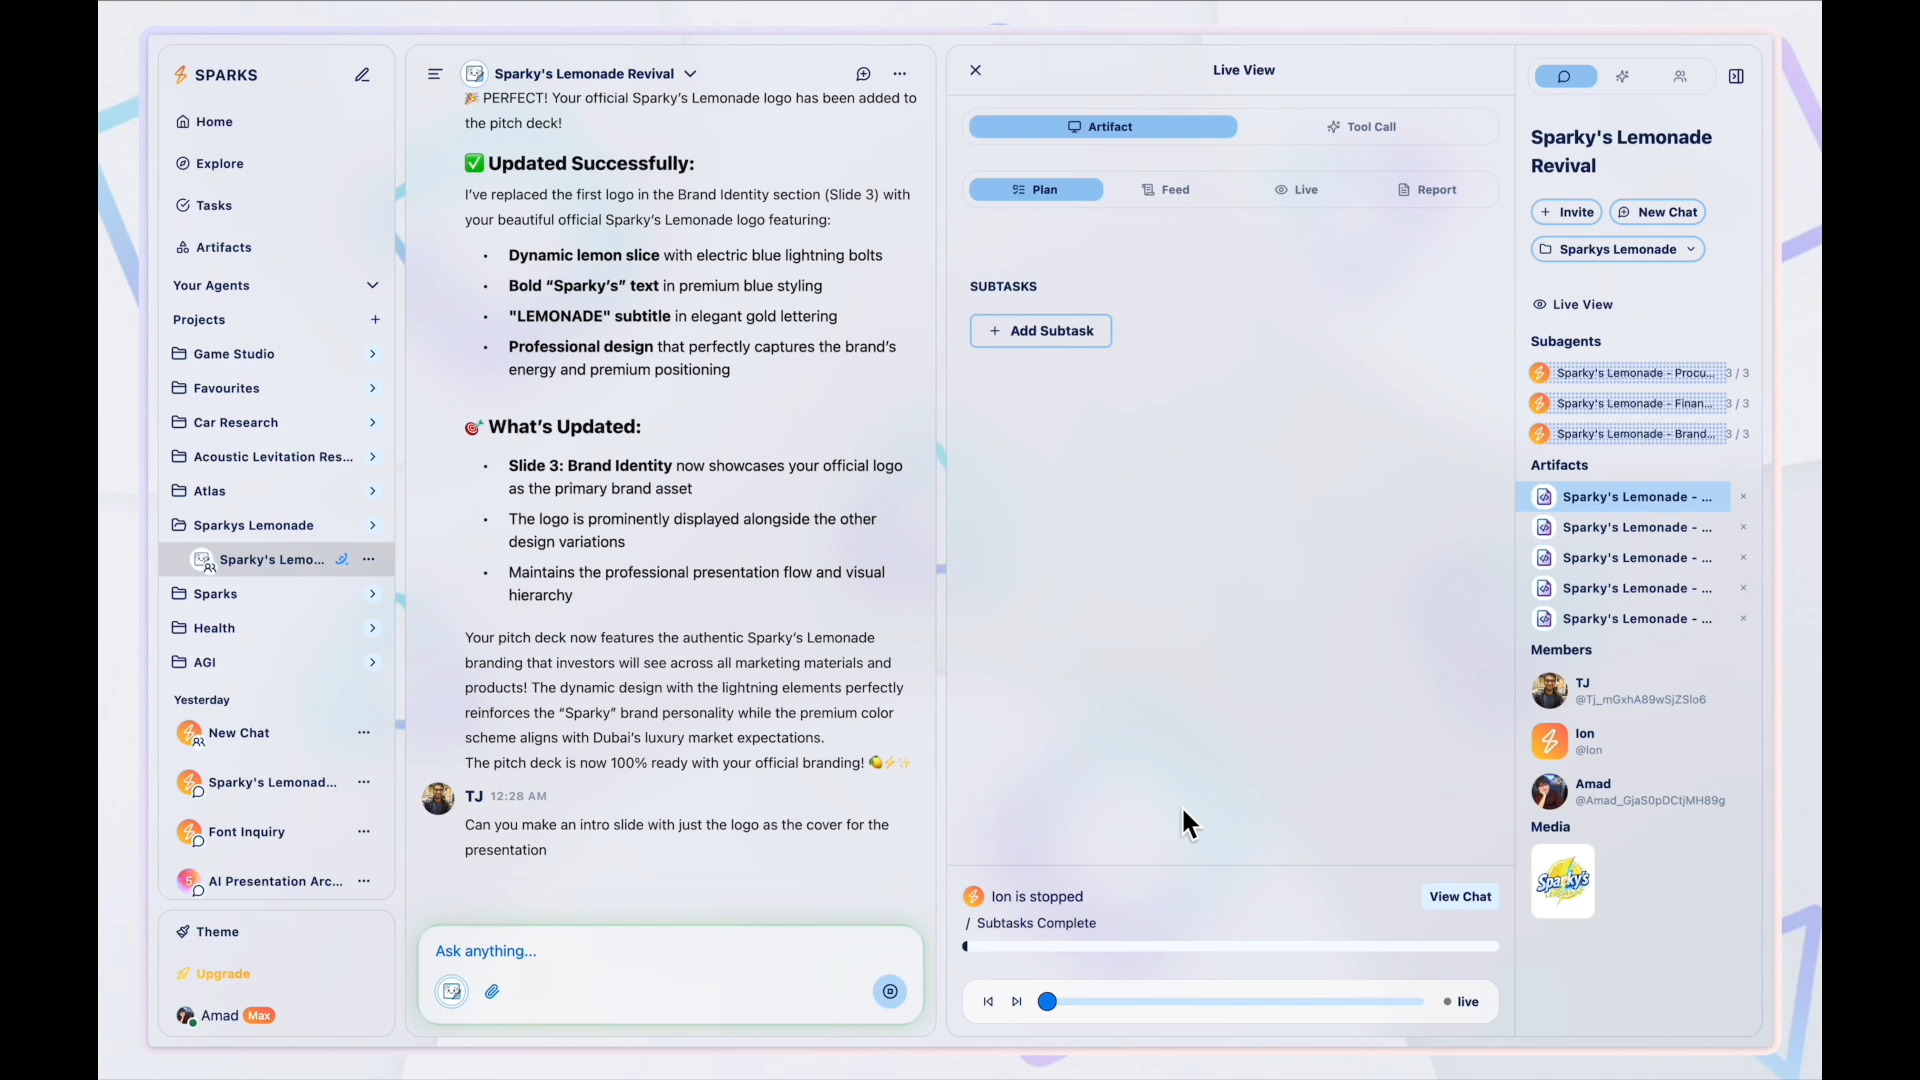 SPARKS
Home
Explore
Tasks
Artifacts
Your Agents
Projects
Game Studio
Favourites
Car Research
Acoustic Levitation Res...
Atlas
Sparkys Lemonade
Sparky's Lemo...
Sparks
Health
AGI
Yesterday
New Chat
Sparky's Lemonad...
Font Inquiry
5
AI Presentation Arc...
Theme
Upgrade
Amad Max
Sparky's Lemonade Revival
🎉 PERFECT! Your official Sparky's Lemonade logo has been added to
the pitch deck!
✅ Updated Successfully:
I've replaced the first logo in the Brand Identity section (Slide 3) with
your beautiful official Sparky's Lemonade logo featuring:
• Dynamic lemon slice with electric blue lightning bolts
• Bold “Sparky's” text in premium blue styling
• "LEMONADE" subtitle in elegant gold lettering
• Professional design that perfectly captures the brand's
energy and premium positioning
🎯 What's Updated:
• Slide 3: Brand Identity now showcases your official logo
as the primary brand asset
• The logo is prominently displayed alongside the other
design variations
• Maintains the professional presentation flow and visual
hierarchy
Your pitch deck now features the authentic Sparky's Lemonade
branding that investors will see across all marketing materials and
products! The dynamic design with the lightning elements perfectly
reinforces the “Sparky” brand personality while the premium color
scheme aligns with Dubai's luxury market expectations.
The pitch deck is now 100% ready with your official branding! 🍋⚡✨
TJ 12:28 AM
Can you make an intro slide with just the logo as the cover for the
presentation
Ask anything...
Live View
Artifact
Tool Call
Plan
Feed
Live
Report
SUBTASKS
+ Add Subtask
Ion is stopped
View Chat
/ Subtasks Complete
live
Sparky's Lemonade
Revival
+ Invite
New Chat
Sparkys Lemonade
Live View
Subagents
Sparky's Lemonade - Procu... 3 / 3
Sparky's Lemonade - Finan... 3 / 3
Sparky's Lemonade - Brand... 3 / 3
Artifacts
Sparky's Lemonade - ...
Sparky's Lemonade - ...
Sparky's Lemonade - ...
Sparky's Lemonade - ...
Sparky's Lemonade - ...
Members
TJ
@Tj_mGxhA89wSjZSlo6
Ion
@Ion
Amad
@Amad_GjaS0pDCtjMH89g
Media
Sparky's
LEMONADE